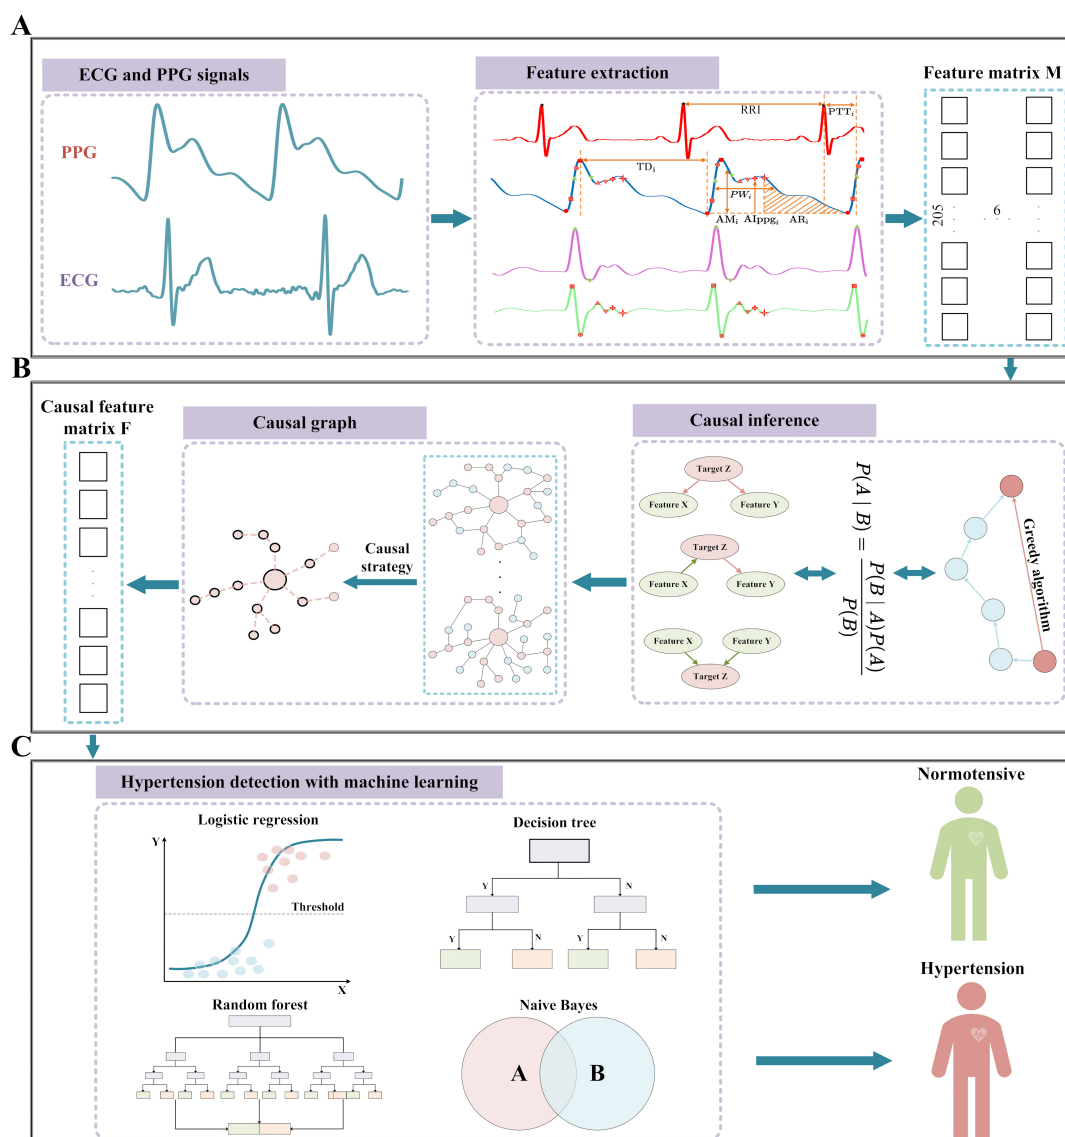 A
ECG and PPG signals
PPG
ECG
Feature extraction
RRI
PTTᵢ
TDᵢ
PWᵢ
AMᵢ
AIppgᵢ
ARᵢ
Feature matrix M
205
6
B
Causal feature
matrix F
Causal graph
Causal
strategy
Causal inference
Target Z
Feature X
Feature Y
Target Z
Feature X
Feature Y
Feature X
Feature Y
Target Z
P(A | B) = P(B | A)P(A) / P(B)
Greedy algorithm
C
Hypertension detection with machine learning
Logistic regression
Y
Threshold
X
Decision tree
Y
N
Y
N
Y
N
Random forest
Naive Bayes
A
B
Normotensive
Hypertension